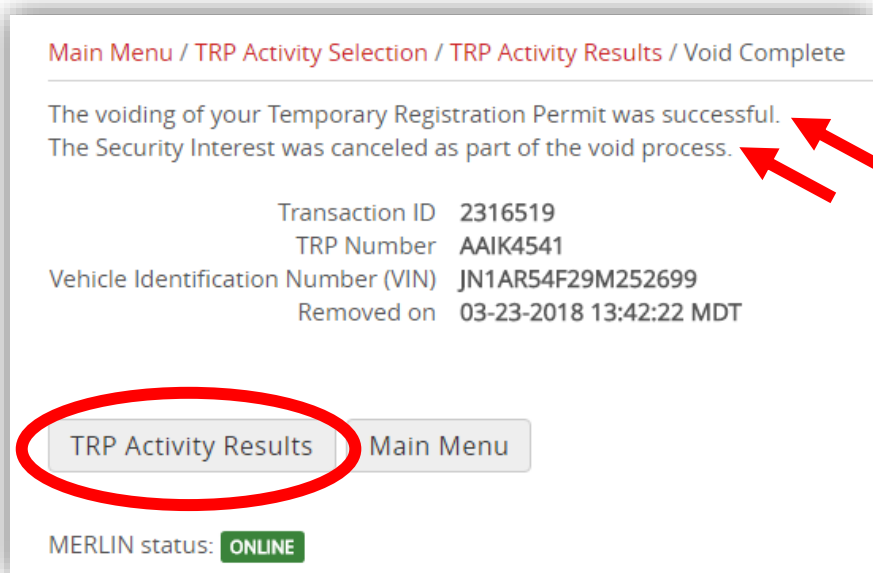 Main Menu / TRP Activity Selection / TRP Activity Results / Void Complete
The voiding of your Temporary Registration Permit was successful.
The Security Interest was canceled as part of the void process.
Transaction ID 2316519
TRP Number AAIK4541
Vehicle Identification Number (VIN) JN1AR54F29M252699
Removed on 03-23-2018 13:42:22 MDT
TRP Activity Results Main Menu
MERLIN status: ONLINE